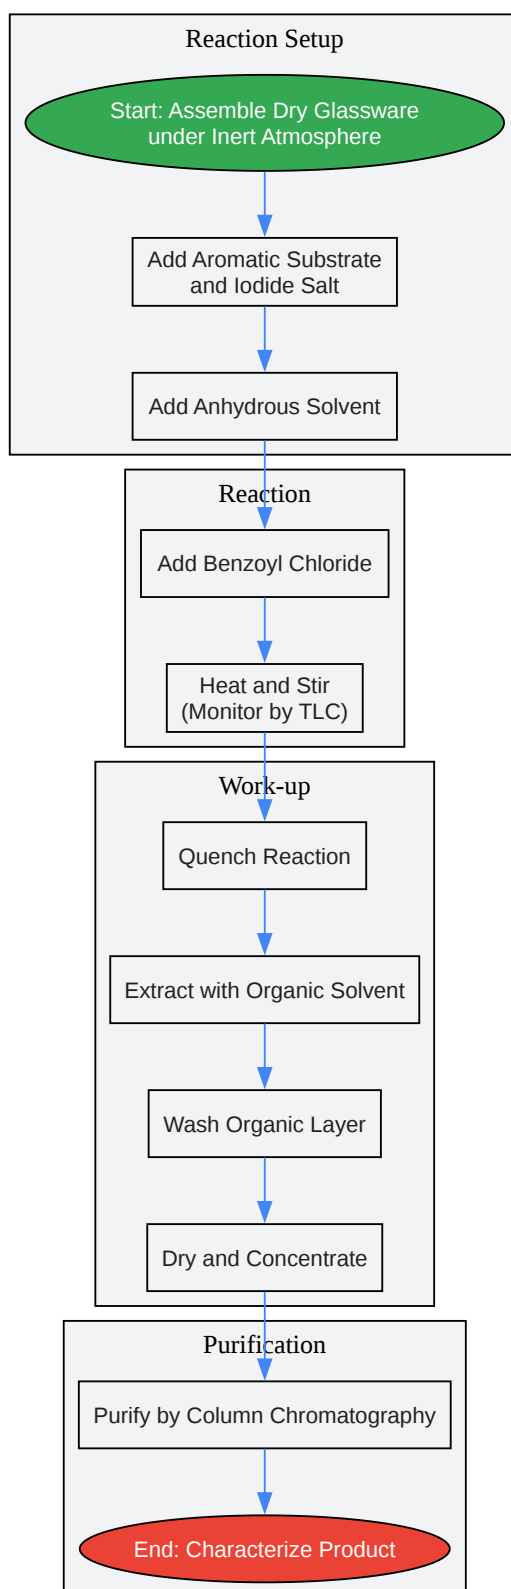 Reaction Setup
Start: Assemble Dry Glassware
under Inert Atmosphere
Add Aromatic Substrate
and Iodide Salt
Add Anhydrous Solvent
Reaction
Add Benzoyl Chloride
Heat and Stir
(Monitor by TLC)
Work-up
Quench Reaction
Extract with Organic Solvent
Wash Organic Layer
Dry and Concentrate
Purification
Purify by Column Chromatography
End: Characterize Product